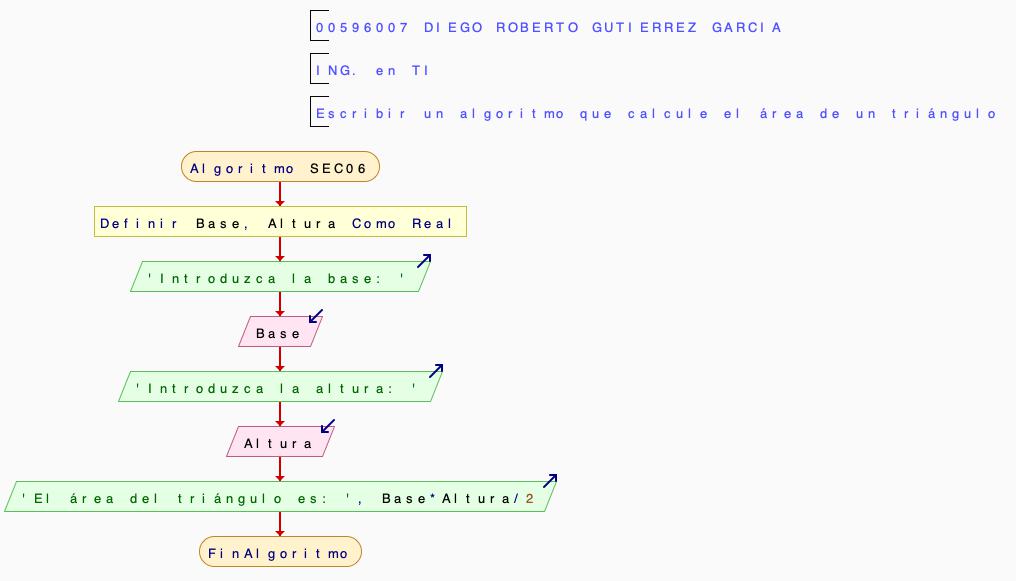 00596007 DIEGO ROBERTO GUTIERREZ GARCIA
ING. en TI
Escribir un algoritmo que calcule el área de un triángulo
Algoritmo SEC06
Definir Base, Altura Como Real
'Introduzca la base: '
Base
'Introduzca la altura: '
Altura
'El área del triángulo es: ', Base*Altura/2
FinAlgoritmo